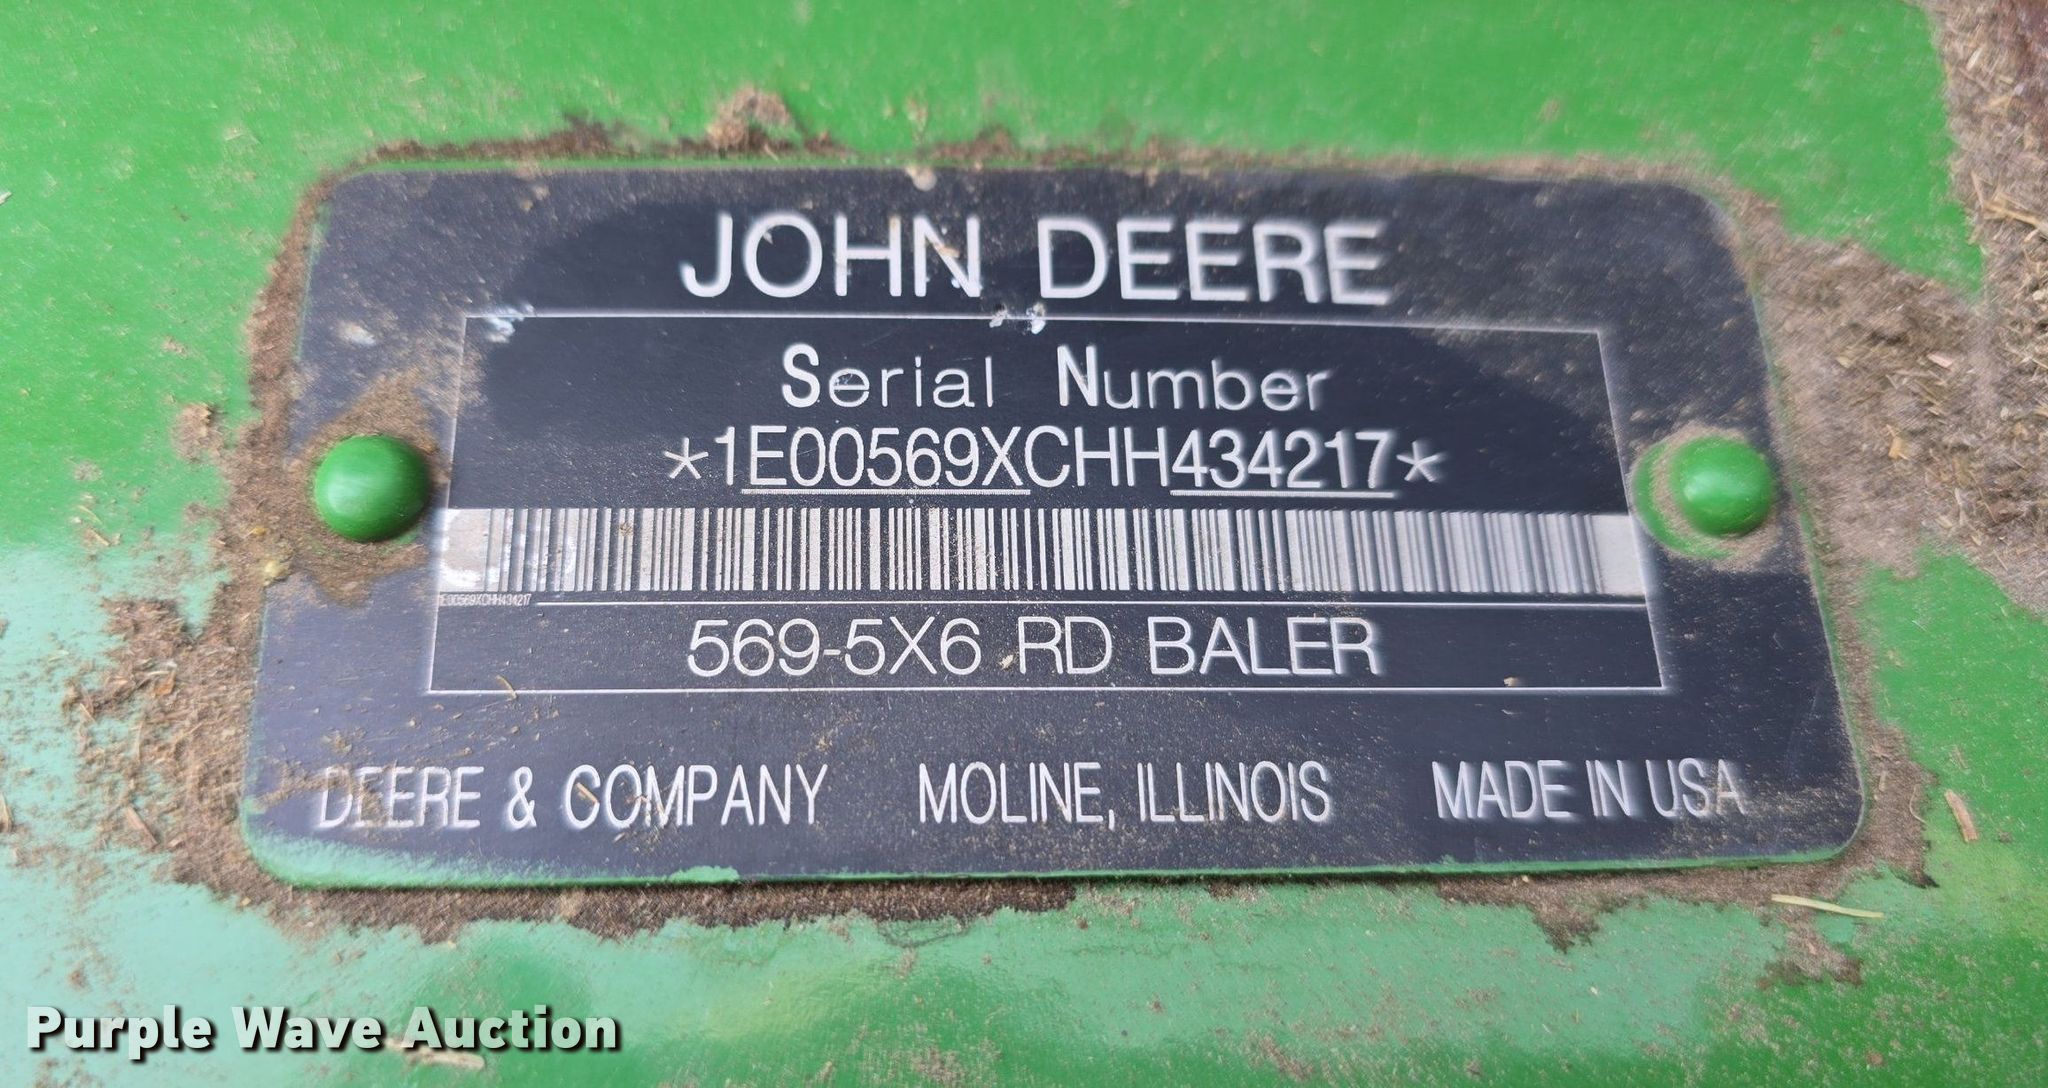 JOHN DEERE
Serial Number
*1E00569XCHH434217*
1E00569XCHH434217
569-5X6 RD BALER
DEERE & COMPANY MOLINE, ILLINOIS MADE IN USA
Purple Wave Auction